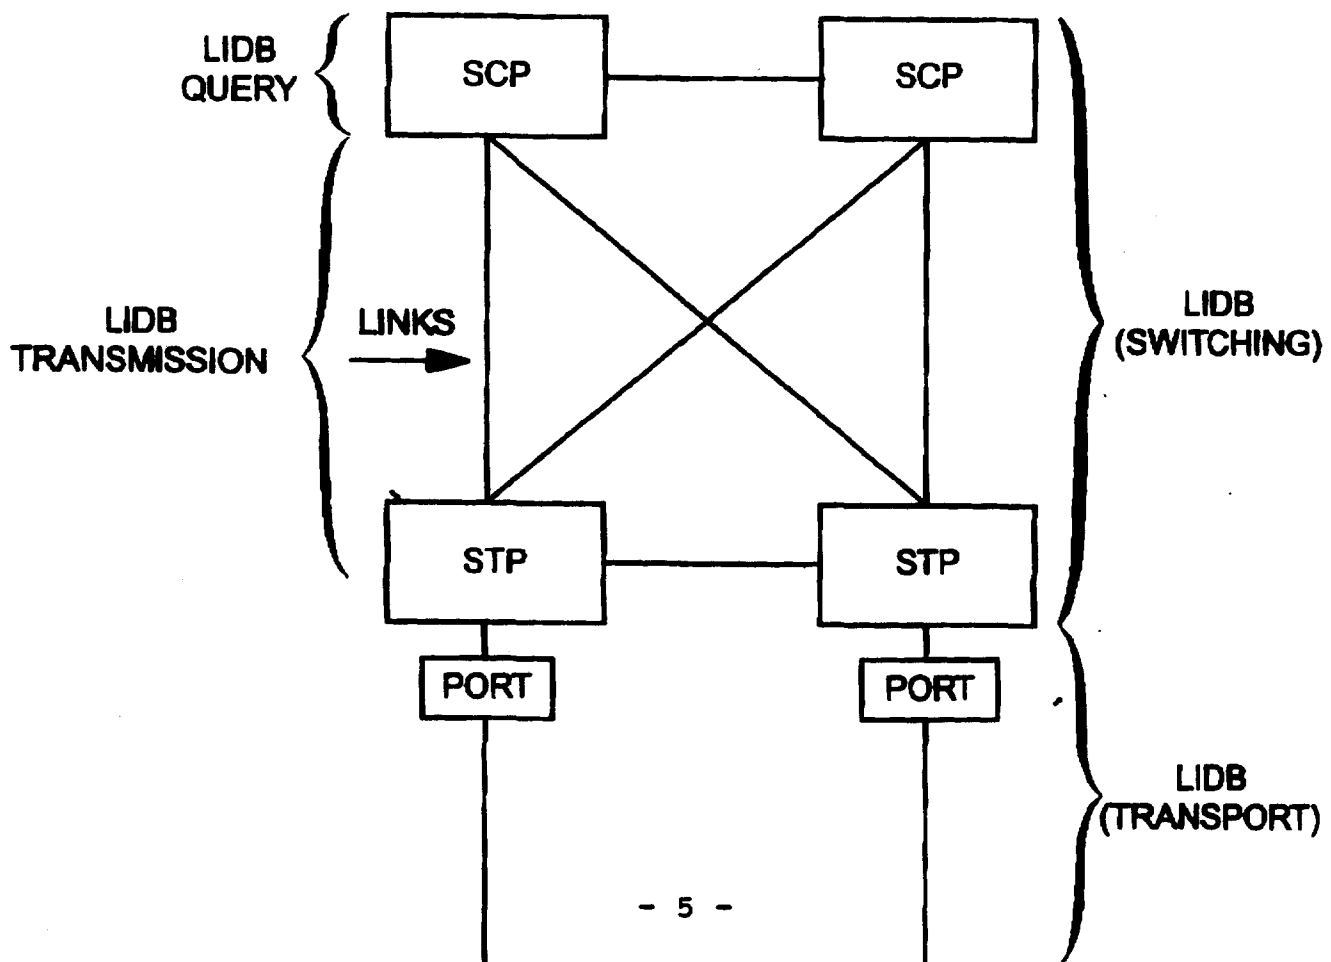 LIDB
QUERY
SCP
SCP
LIDB
TRANSMISSION
LINKS
LIDB
(SWITCHING)
STP
STP
PORT
PORT
LIDB
(TRANSPORT)
- 5 -